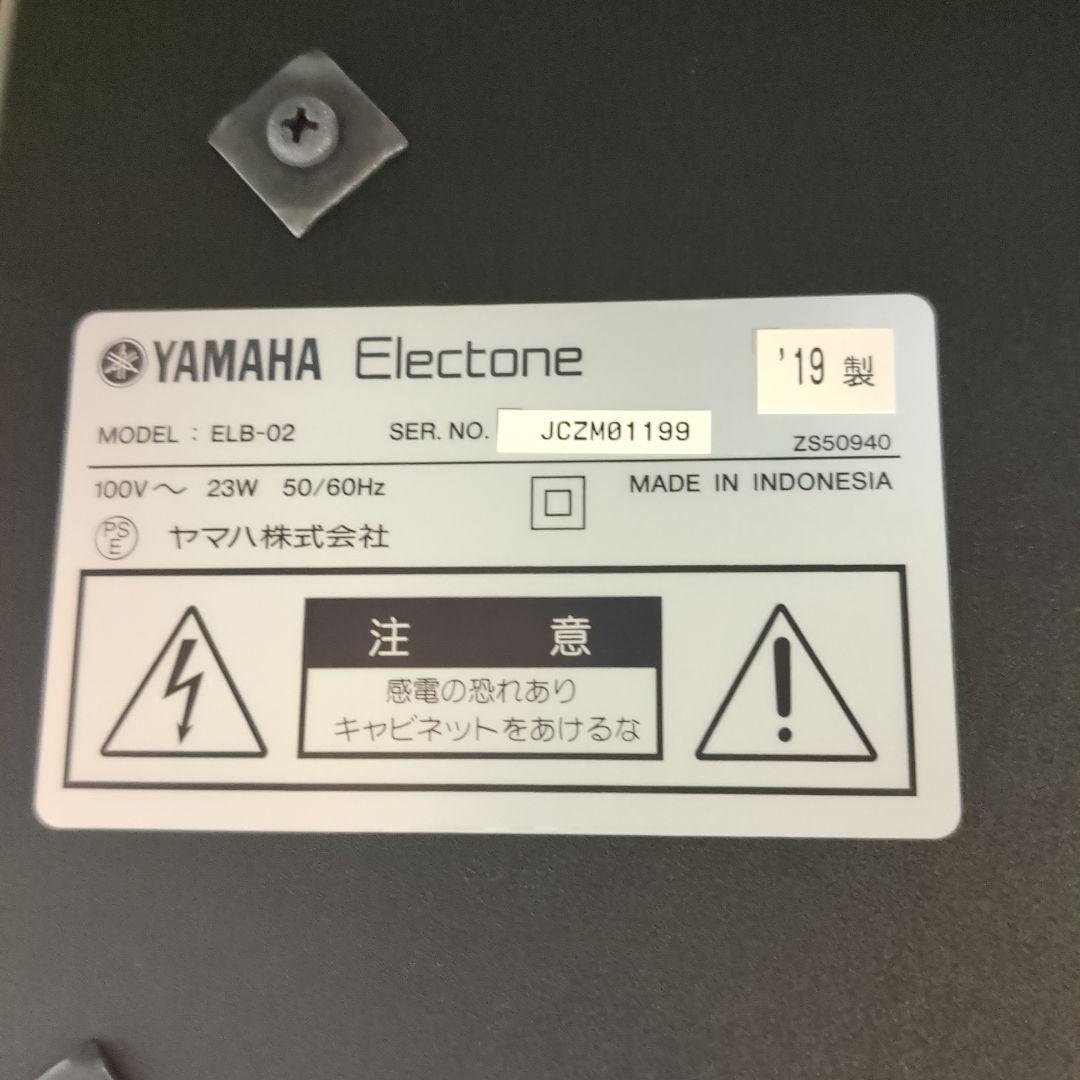 YAMAHA Electone '19 製
MODEL : ELB-02 SER. NO. JCZM01199 ZS50940
100V〜 23W 50/60Hz MADE IN INDONESIA
PSE ヤマハ株式会社
注 意
感電の恐れあり
キャビネットをあけるな